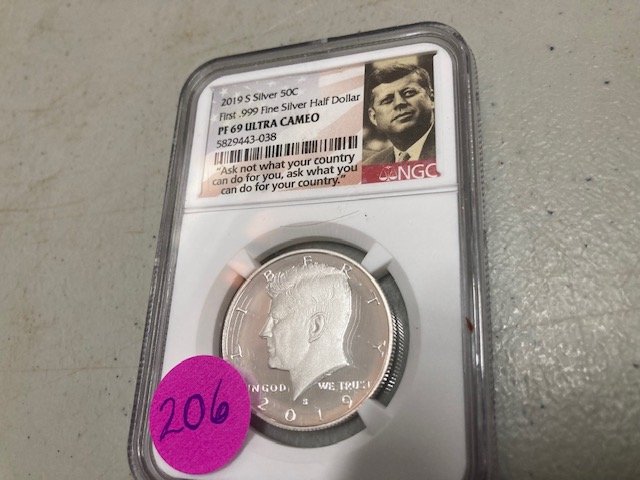 2019 S Silver 50C
First .999 Fine Silver Half Dollar
PF 69 ULTRA CAMEO
5829443-038
"Ask not what your country
can do for you, ask what you
can do for your country."
NGC
LIBERTY
IN GOD WE TRUST
S
2019
206